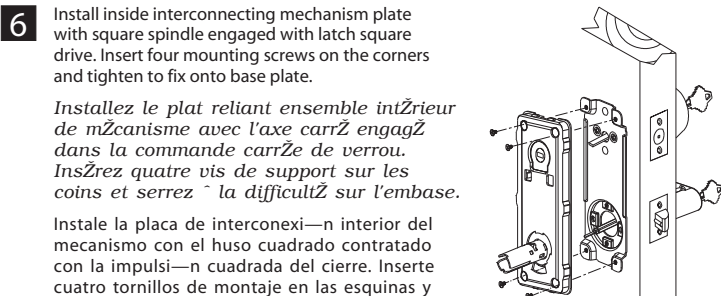 6
Install inside interconnecting mechanism plate
with square spindle engaged with latch square
drive. Insert four mounting screws on the corners
and tighten to fix onto base plate.
Installez le plat reliant ensemble intŽrieur
de mŽcanisme avec l'axe carrŽ engagŽ
dans la commande carrŽe de verrou.
InsŽrez quatre vis de support sur les
coins et serrez ˆ la difficultŽ sur l'embase.
Instale la placa de interconexi—n interior del
mecanismo con el huso cuadrado contratado
con la impulsi—n cuadrada del cierre. Inserte
cuatro tornillos de montaje en las esquinas y